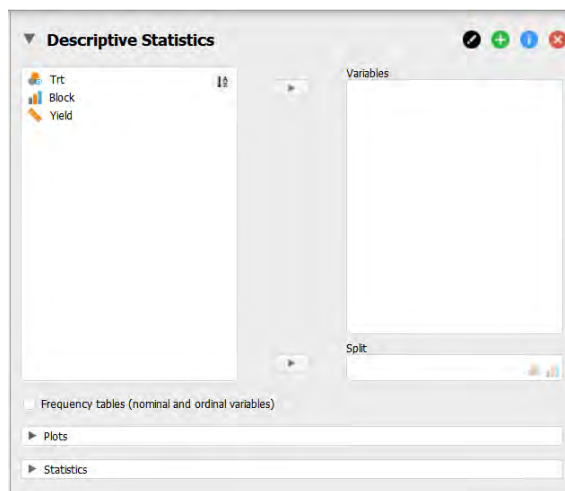 Descriptive Statistics
Trt
Block
Yield
Variables
Split
Frequency tables (nominal and ordinal variables)
Plots
Statistics